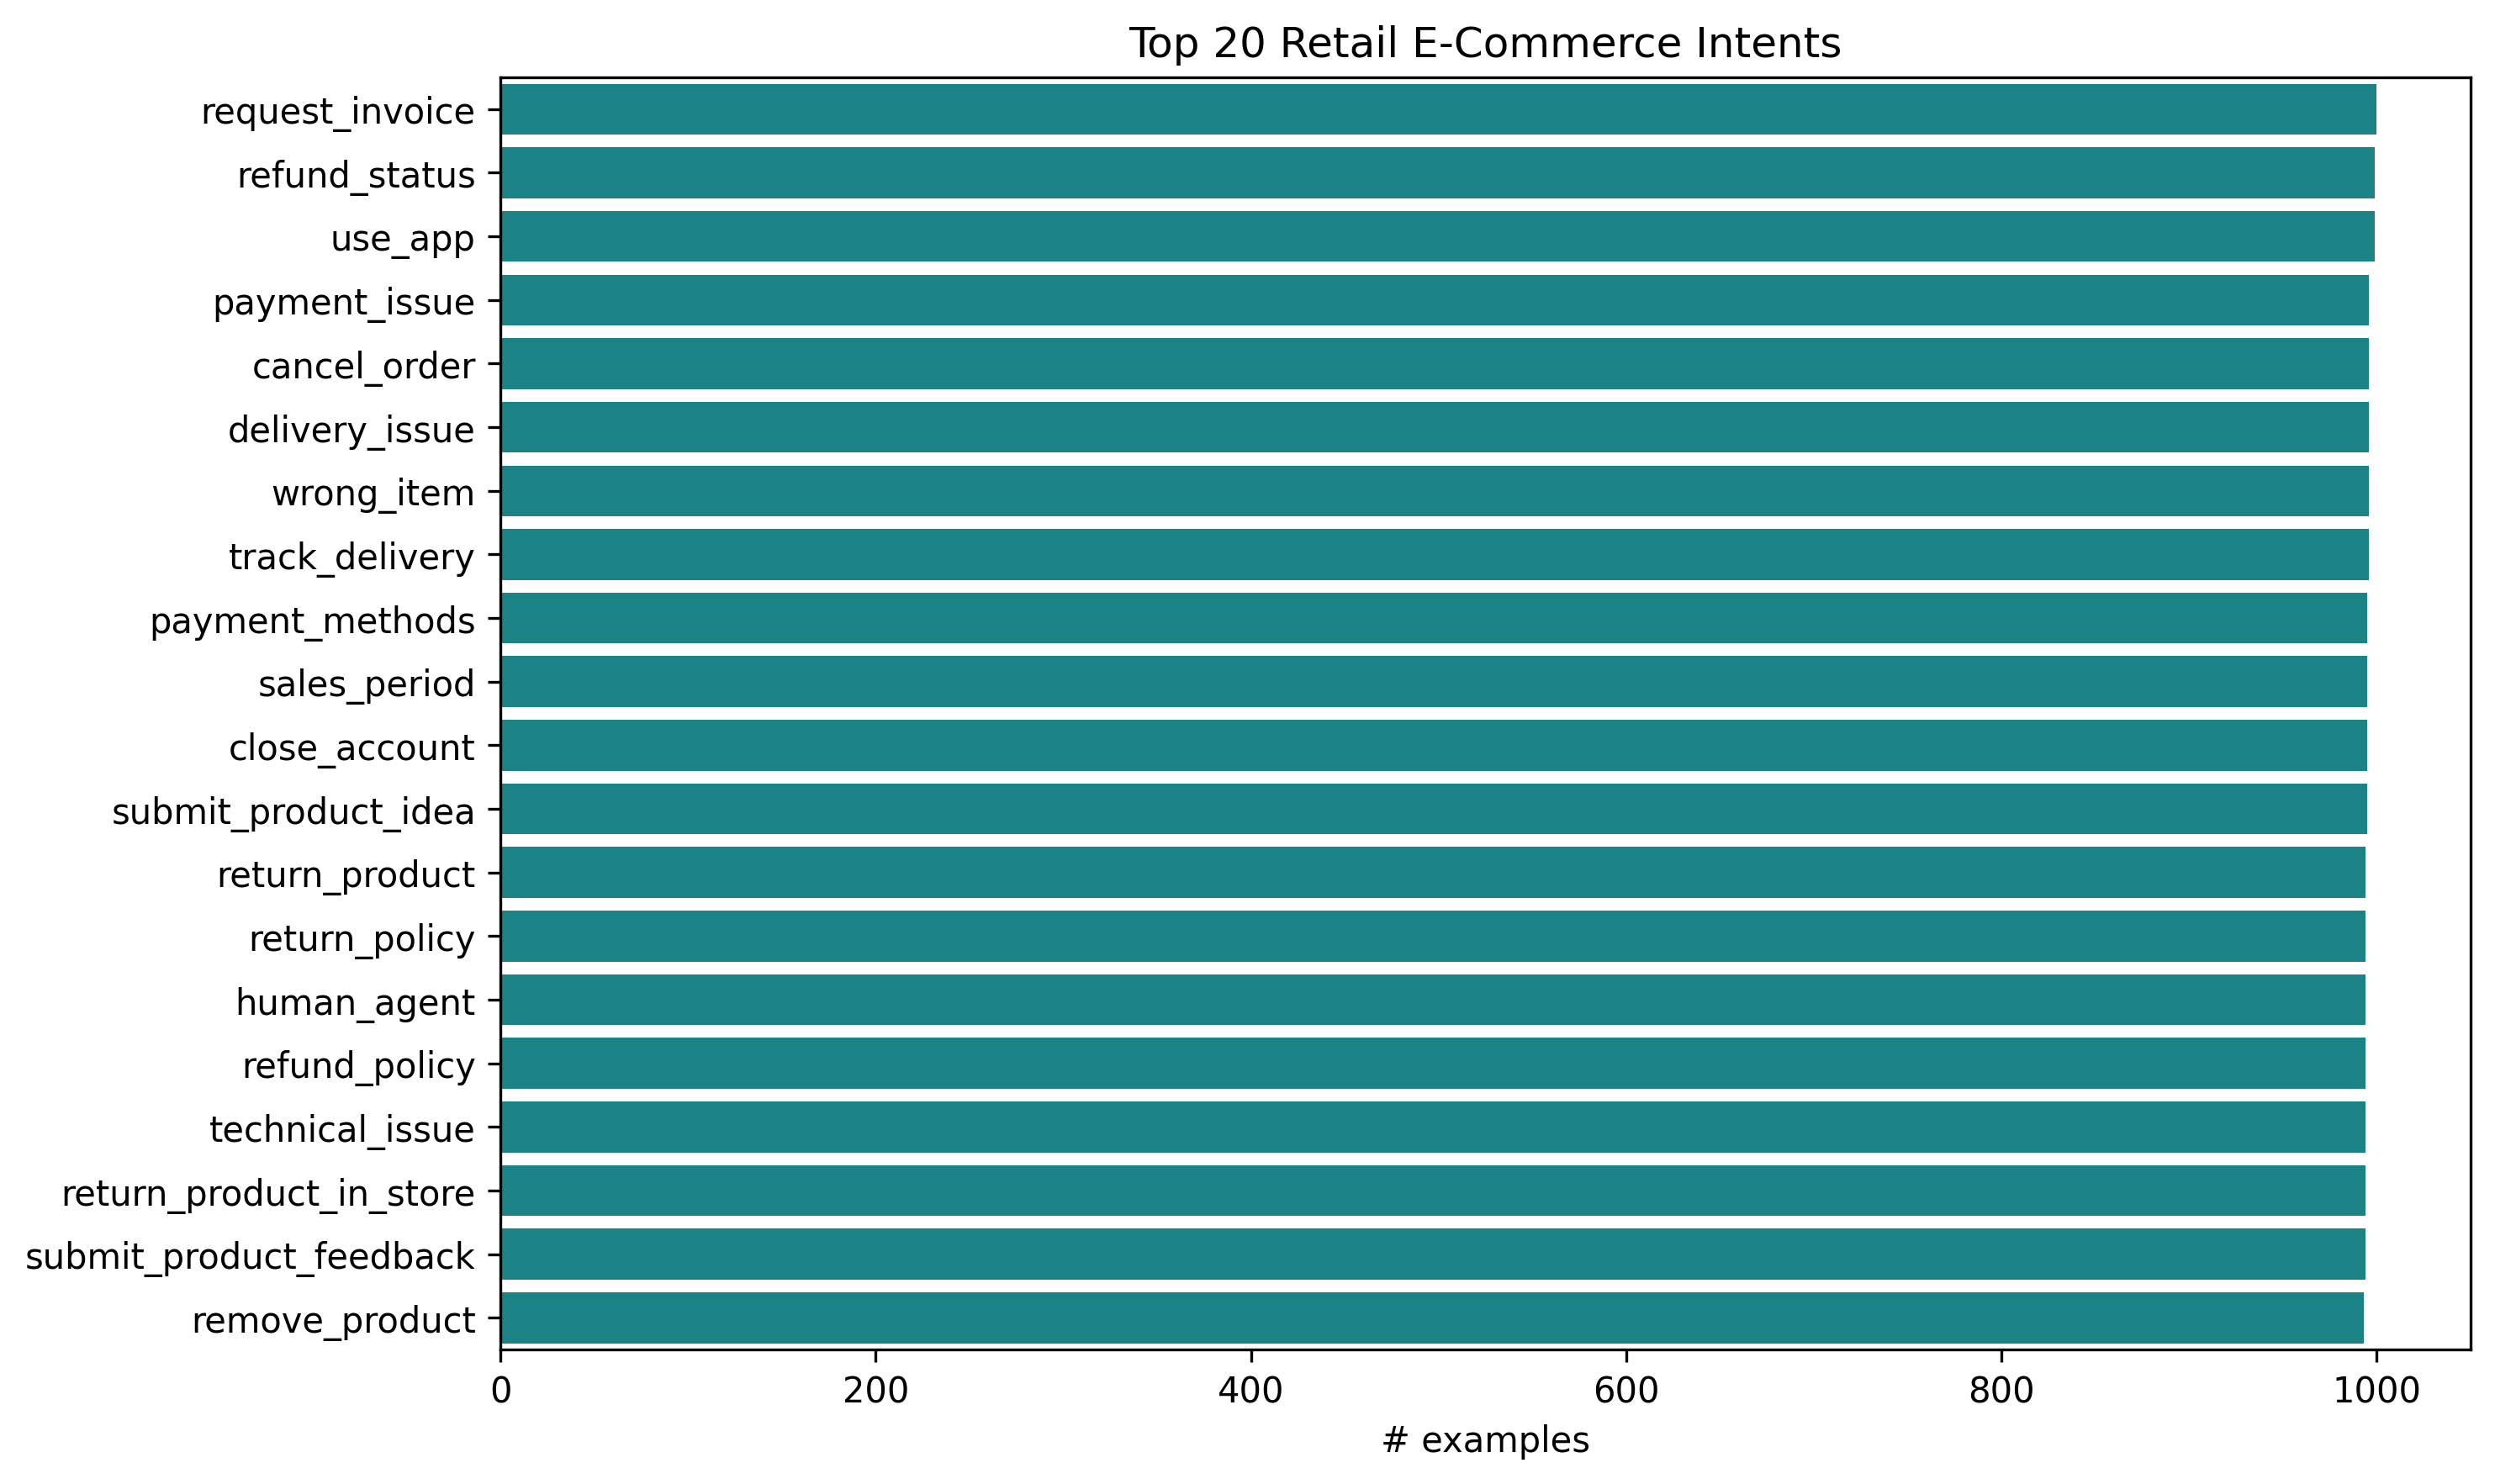 Top 20 Retail E-Commerce Intents
request_invoice
refund_status
use_app
payment_issue
cancel_order
delivery_issue
wrong_item
track_delivery
payment_methods
sales_period
close_account
submit_product_idea
return_product
return_policy
human_agent
refund_policy
technical_issue
return_product_in_store
submit_product_feedback
remove_product
0 200 400 600 800 1000
# examples